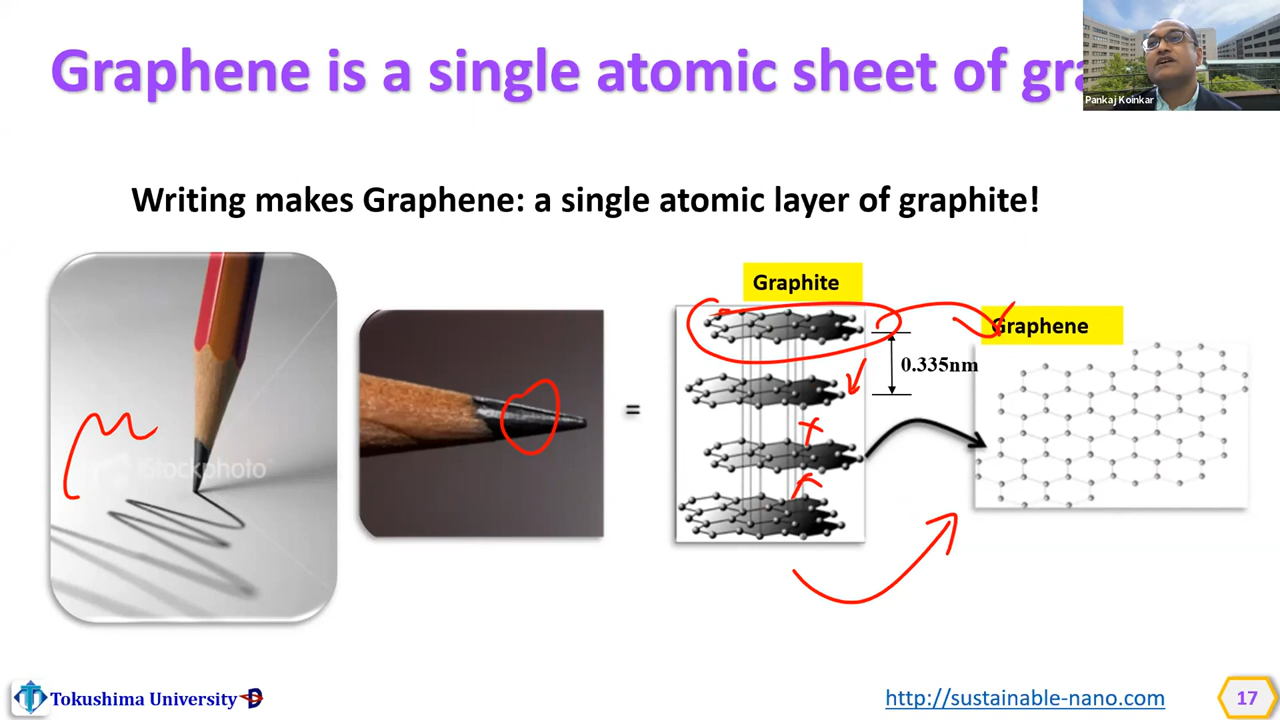 Graphene is a single atomic sheet of gra
Pankaj Koinkar
Writing makes Graphene: a single atomic layer of graphite!
iStockphoto
=
Graphite
0.335nm
Graphene
Tokushima University
http://sustainable-nano.com
17